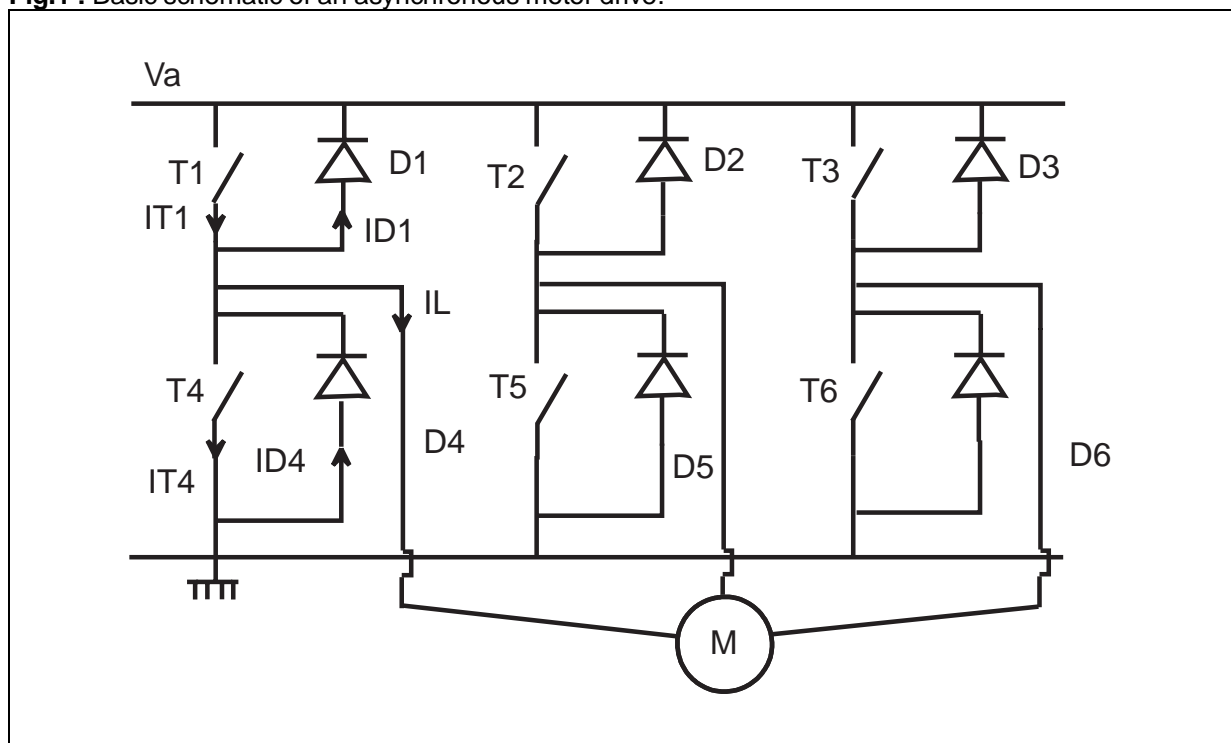 Fig.1 : Basic schematic of an asynchronous motor drive.
Va
T1 D1 T2 D2 T3 D3
IT1 ID1
IL
T4 T5 T6
D4
ID4 D5 D6
IT4
M